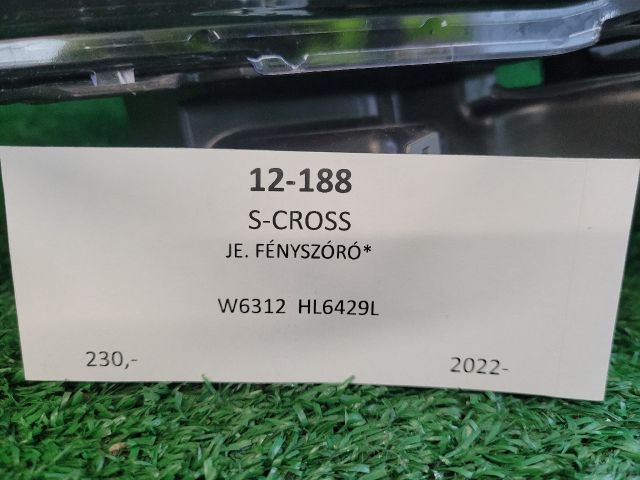 12-188
S-CROSS
JE. FÉNYSZÓRÓ*
W6312 HL6429L
230,- 2022-